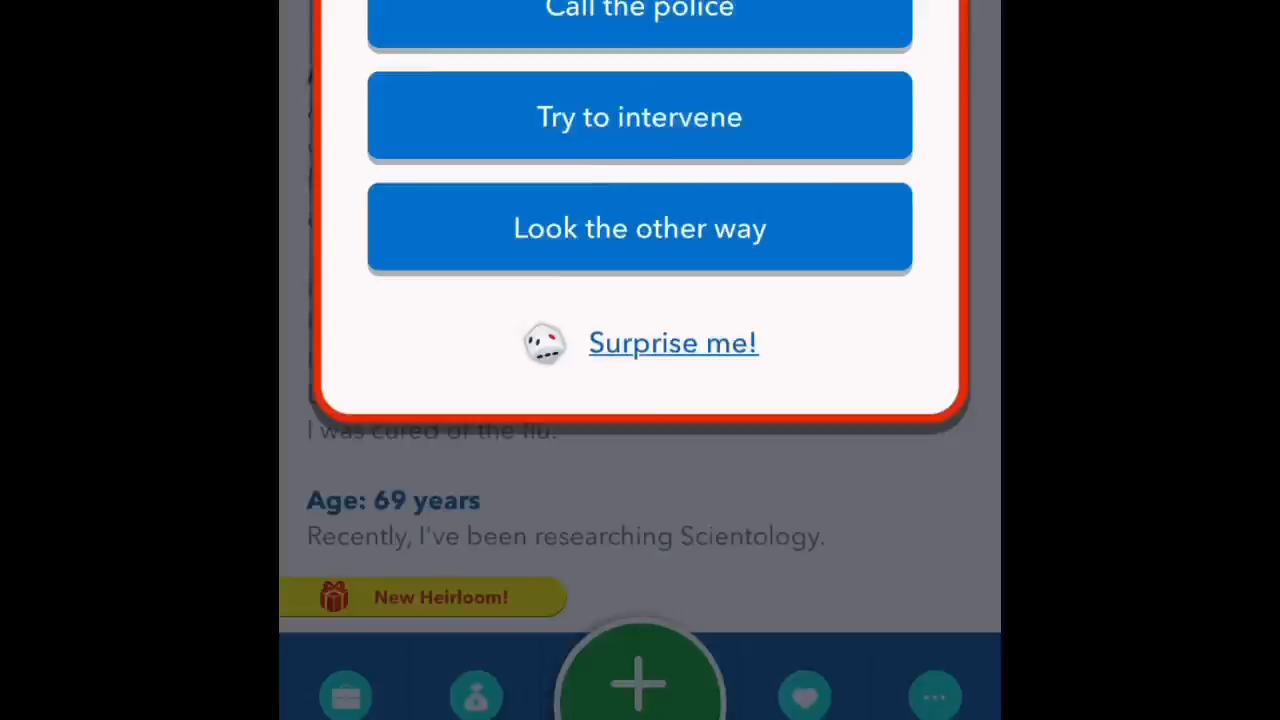 Call the police
Try to intervene
Look the other way
Surprise me!
I was cured of the flu.
Age: 69 years
Recently, I've been researching Scientology.
New Heirloom!